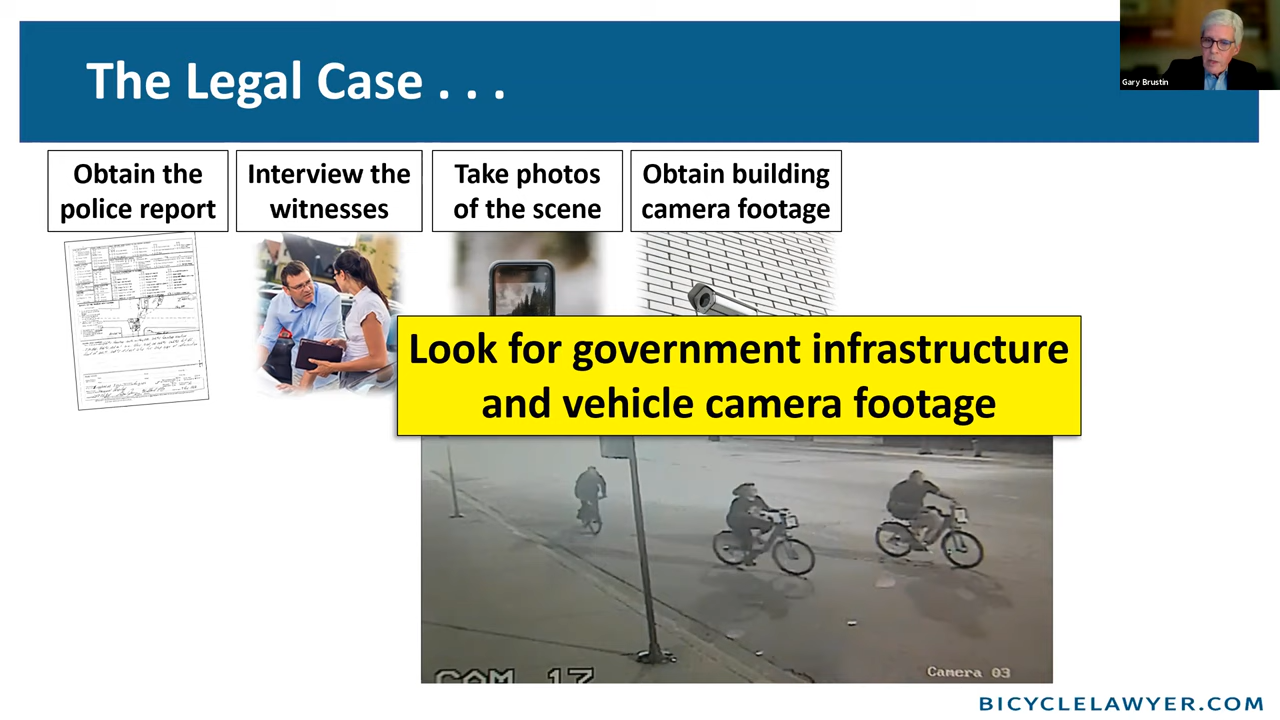 The Legal Case . . .
Gary Brustin
Obtain the
police report
Interview the
witnesses
Take photos
of the scene
Obtain building
camera footage
Look for government infrastructure
and vehicle camera footage
CAM 17
Camera 03
BICYCLELAWYER.COM